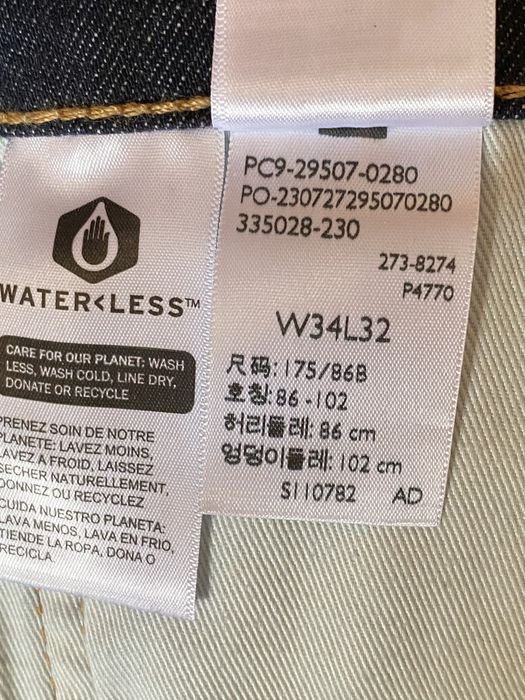 WATER<LESS™
CARE FOR OUR PLANET: WASH
LESS, WASH COLD, LINE DRY,
DONATE OR RECYCLE
PRENEZ SOIN DE NOTRE
PLANETE: LAVEZ MOINS,
LAVEZ A FROID, LAISSEZ
SECHER NATURELLEMENT,
DONNEZ OU RECYCLEZ
CUIDA NUESTRO PLANETA:
LAVA MENOS, LAVA EN FRIO,
TIENDE LA ROPA, DONA O
RECICLA.
PC9-29507-0280
PO-230727295070280
335028-230
273-8274
P4770
W34L32
尺码:175/86B
호칭:86-102
허리둘레: 86 cm
엉덩이둘레: 102 cm
S110782 AD